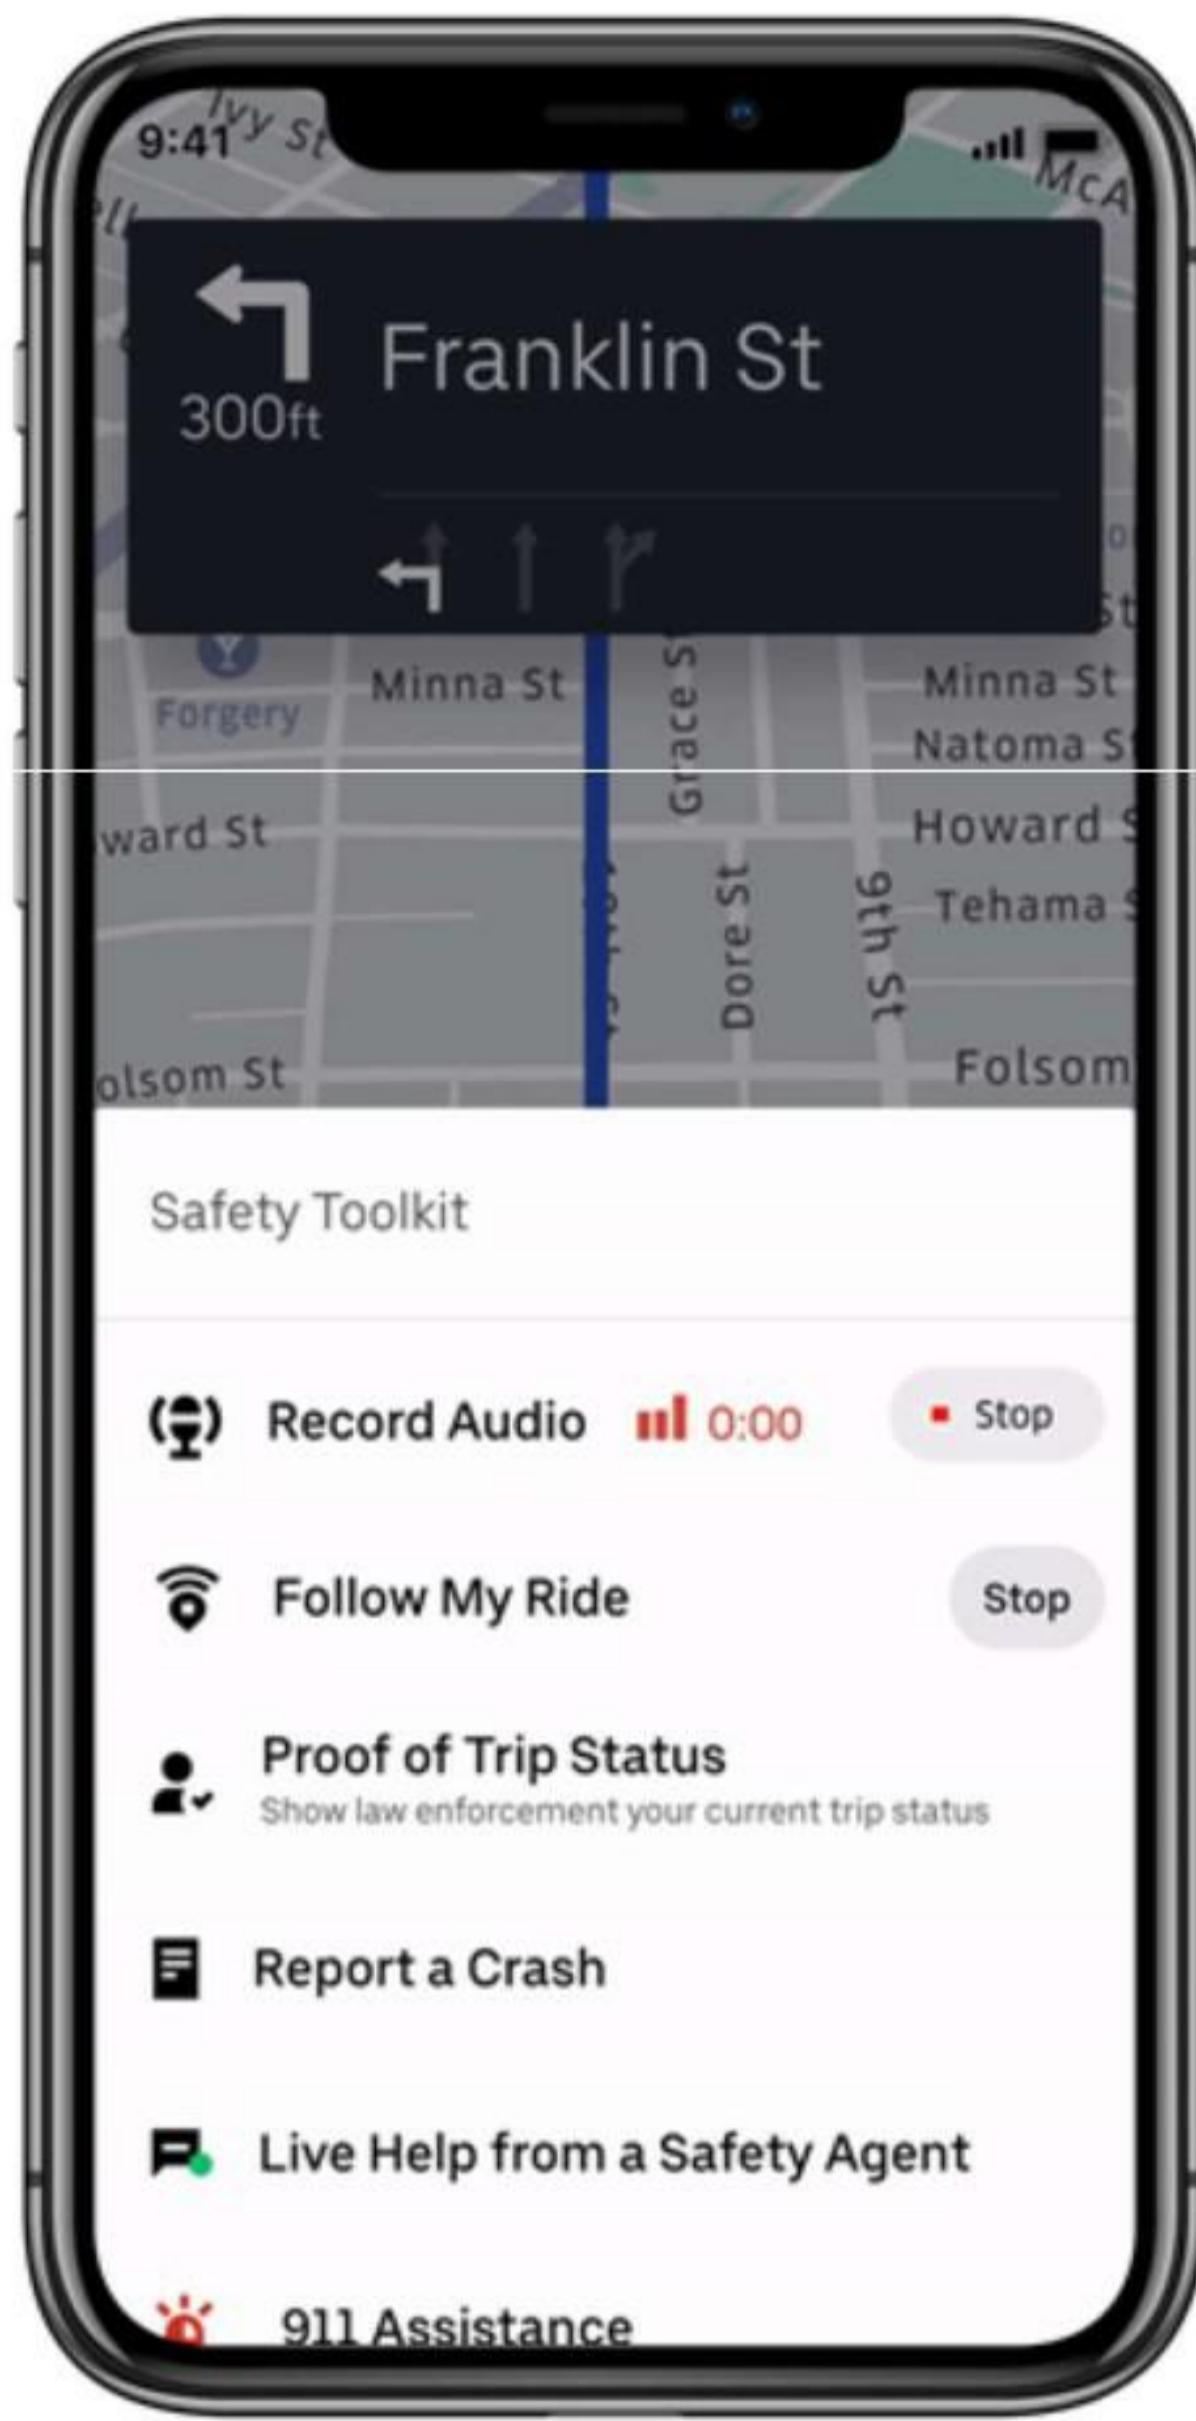 Ivy St
9:41
McA
ell
Franklin St
300ft
St
Minna St
Grace St
Minna St
Forgery
Natoma St
ward St
Howard S
Dore St
9th St
Tehama S
olsom St
Folsom
Safety Toolkit
Record Audio 0:00 Stop
Follow My Ride Stop
Proof of Trip Status
Show law enforcement your current trip status
Report a Crash
Live Help from a Safety Agent
911 Assistance